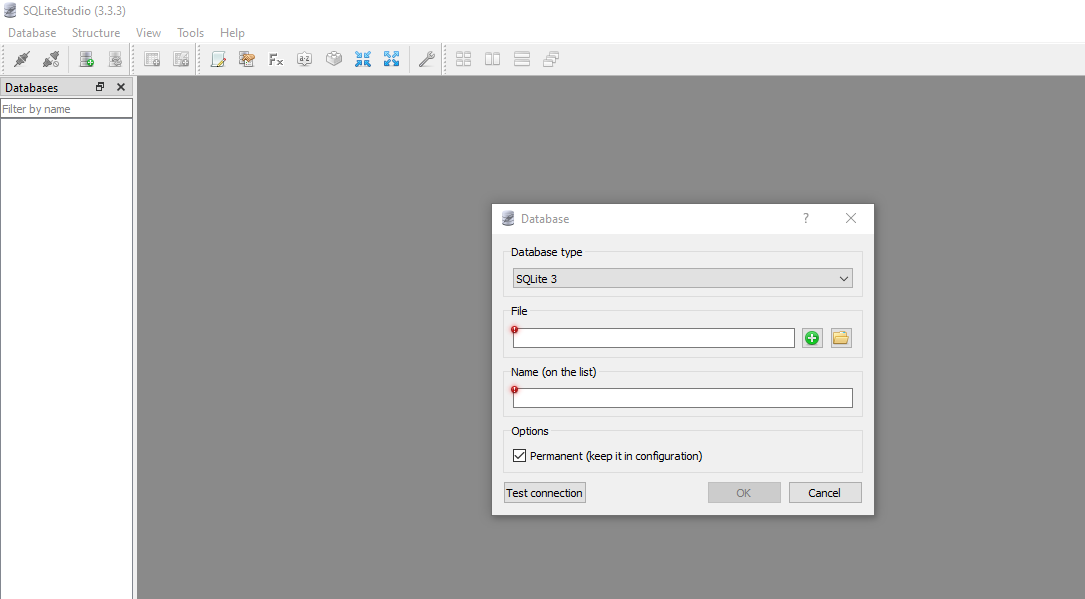 SQLiteStudio (3.3.3)
Database Structure View Tools Help
Databases
Filter by name
Database
Database type
SQLite 3
File
Name (on the list)
Options
Permanent (keep it in configuration)
Test connection OK Cancel